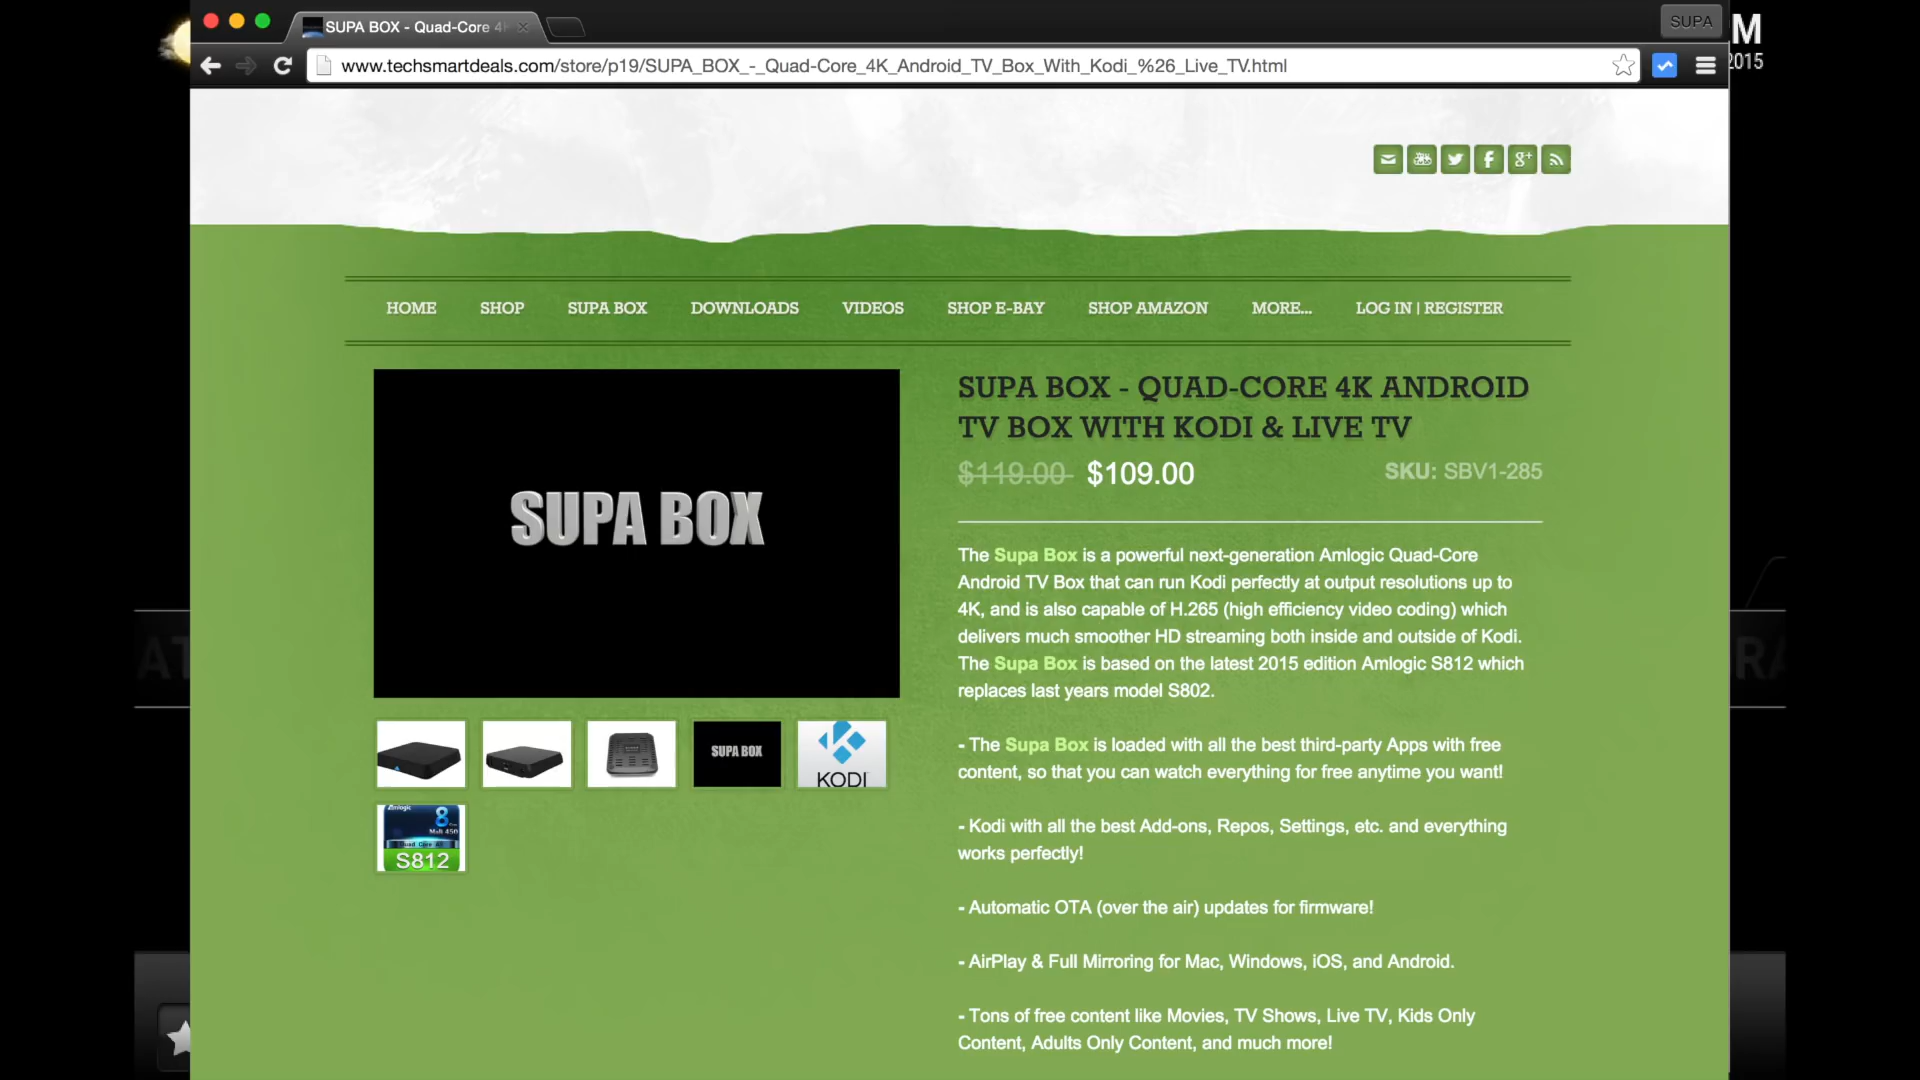 SUPA BOX - Quad-Core 4K
SUPA
M
2015
www.techsmartdeals.com/store/p19/SUPA_BOX_-_Quad-Core_4K_Android_TV_Box_With_Kodi_%26_Live_TV.html
HOME SHOP SUPA BOX DOWNLOADS VIDEOS SHOP E-BAY SHOP AMAZON MORE... LOG IN | REGISTER
SUPA BOX
SUPA BOX - QUAD-CORE 4K ANDROID
TV BOX WITH KODI & LIVE TV
$119.00 $109.00 SKU: SBV1-285
The Supa Box is a powerful next-generation Amlogic Quad-Core
Android TV Box that can run Kodi perfectly at output resolutions up to
4K, and is also capable of H.265 (high efficiency video coding) which
delivers much smoother HD streaming both inside and outside of Kodi.
The Supa Box is based on the latest 2015 edition Amlogic S812 which
replaces last years model S802.
- The Supa Box is loaded with all the best third-party Apps with free
content, so that you can watch everything for free anytime you want!
- Kodi with all the best Add-ons, Repos, Settings, etc. and everything
works perfectly!
- Automatic OTA (over the air) updates for firmware!
- AirPlay & Full Mirroring for Mac, Windows, iOS, and Android.
- Tons of free content like Movies, TV Shows, Live TV, Kids Only
Content, Adults Only Content, and much more!
SUPA BOX
KODI
Amlogic
8
Mali 450
Quad Core
S812
AT
RA